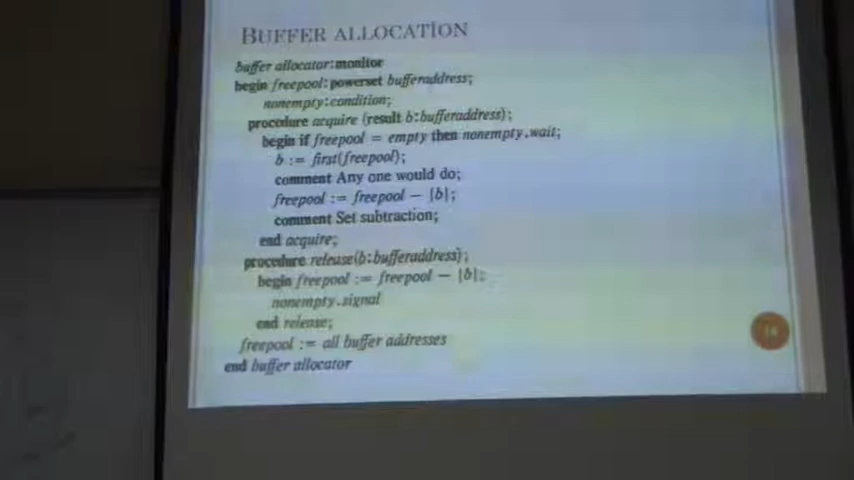 BUFFER ALLOCATION
buffer allocator:monitor
begin freepool: powerset bufferaddress;
nonempty:condition;
procedure acquire (result b:bufferaddress);
begin if freepool = empty then nonempty.wait;
b := first(freepool);
comment Any one would do;
freepool := freepool − {b};
comment Set subtraction;
end acquire;
procedure release(b:bufferaddress);
begin freepool := freepool − {b};
nonempty.signal
end release;
freepool := all buffer addresses
end buffer allocator